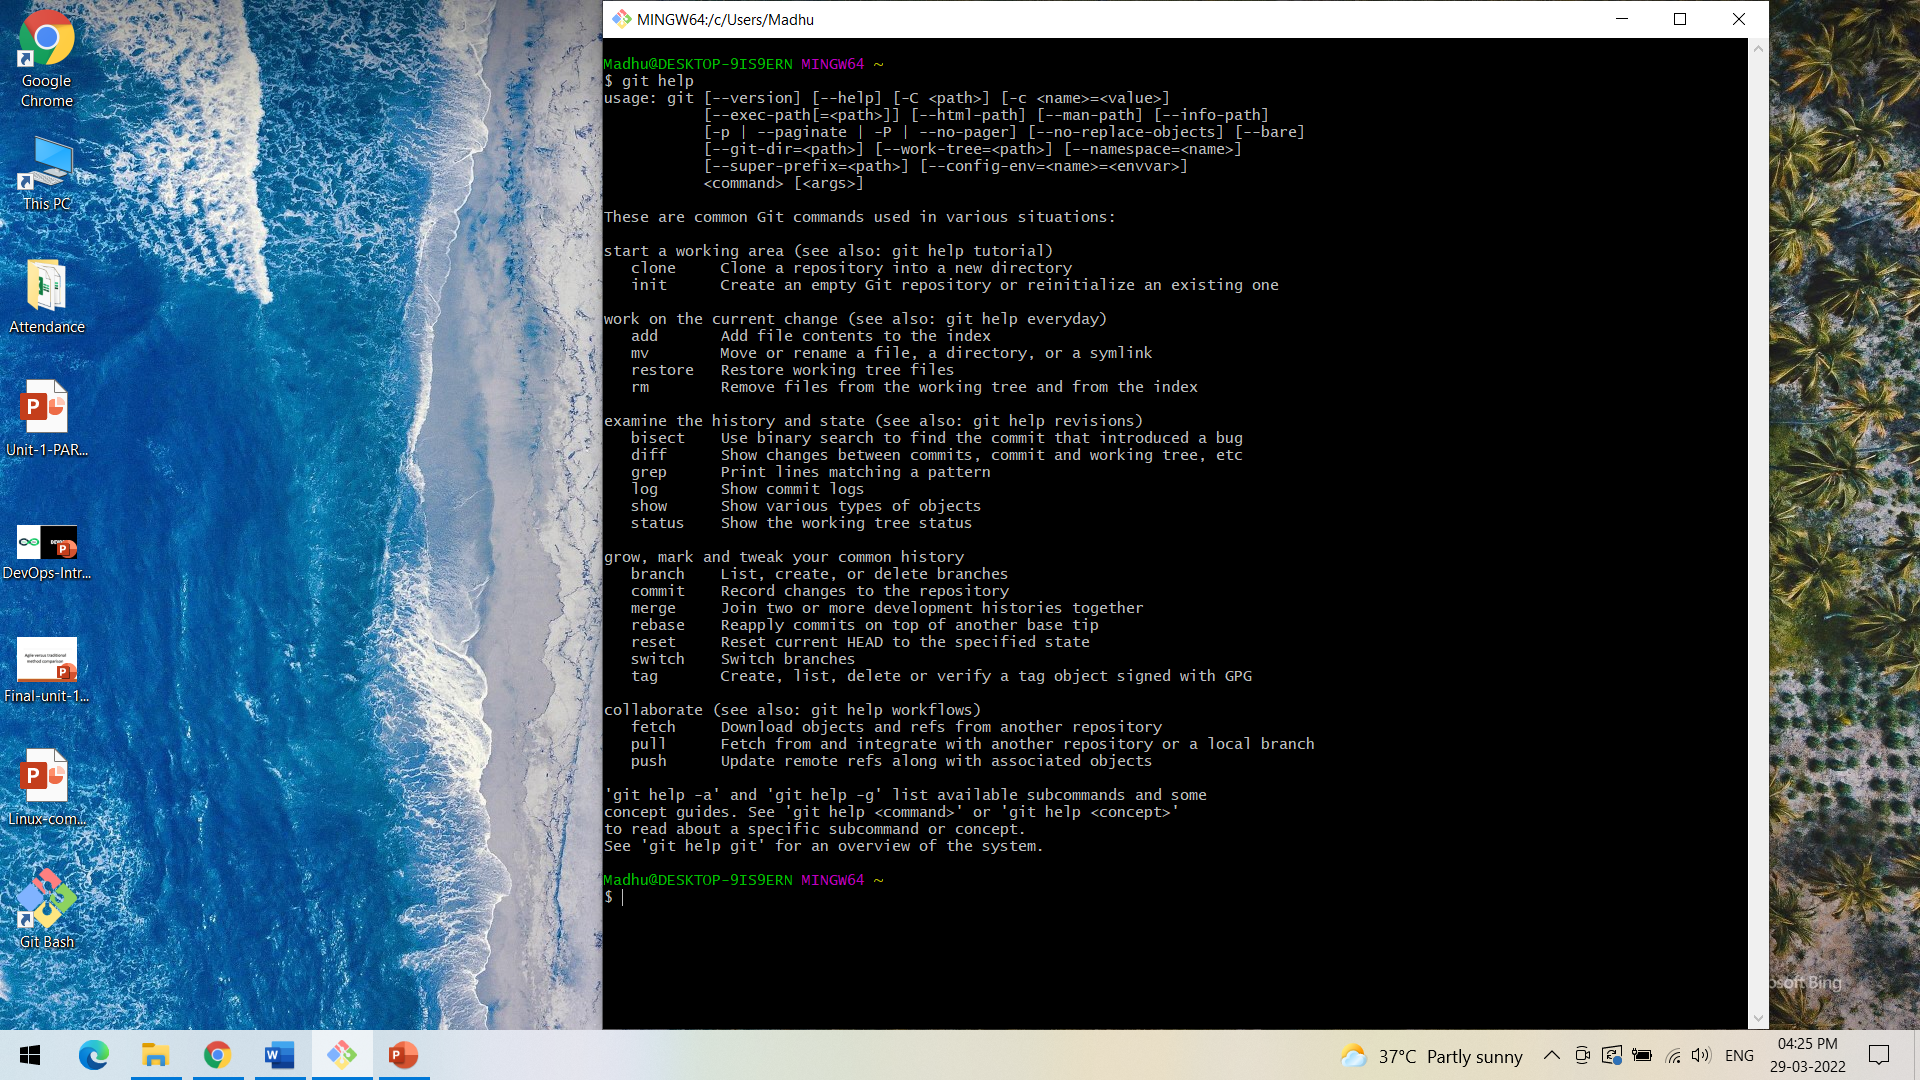 Google
Chrome
This PC
Attendance
Unit-1-PAR...
DevOps-Intr...
Final-unit-1...
Linux-com...
Git Bash
MINGW64:/c/Users/Madhu
Madhu@DESKTOP-9IS9ERN MINGW64 ~
$ git help
usage: git [--version] [--help] [-C <path>] [-c <name>=<value>]
           [--exec-path[=<path>]] [--html-path] [--man-path] [--info-path]
           [-p | --paginate | -P | --no-pager] [--no-replace-objects] [--bare]
           [--git-dir=<path>] [--work-tree=<path>] [--namespace=<name>]
           [--super-prefix=<path>] [--config-env=<name>=<envvar>]
           <command> [<args>]
These are common Git commands used in various situations:
start a working area (see also: git help tutorial)
   clone     Clone a repository into a new directory
   init      Create an empty Git repository or reinitialize an existing one
work on the current change (see also: git help everyday)
   add       Add file contents to the index
   mv        Move or rename a file, a directory, or a symlink
   restore   Restore working tree files
   rm        Remove files from the working tree and from the index
examine the history and state (see also: git help revisions)
   bisect    Use binary search to find the commit that introduced a bug
   diff      Show changes between commits, commit and working tree, etc
   grep      Print lines matching a pattern
   log       Show commit logs
   show      Show various types of objects
   status    Show the working tree status
grow, mark and tweak your common history
   branch    List, create, or delete branches
   commit    Record changes to the repository
   merge     Join two or more development histories together
   rebase    Reapply commits on top of another base tip
   reset     Reset current HEAD to the specified state
   switch    Switch branches
   tag       Create, list, delete or verify a tag object signed with GPG
collaborate (see also: git help workflows)
   fetch     Download objects and refs from another repository
   pull      Fetch from and integrate with another repository or a local branch
   push      Update remote refs along with associated objects
'git help -a' and 'git help -g' list available subcommands and some
concept guides. See 'git help <command>' or 'git help <concept>'
to read about a specific subcommand or concept.
See 'git help git' for an overview of the system.
Madhu@DESKTOP-9IS9ERN MINGW64 ~
$
osoft Bing
37°C Partly sunny
ENG
04:25 PM
29-03-2022